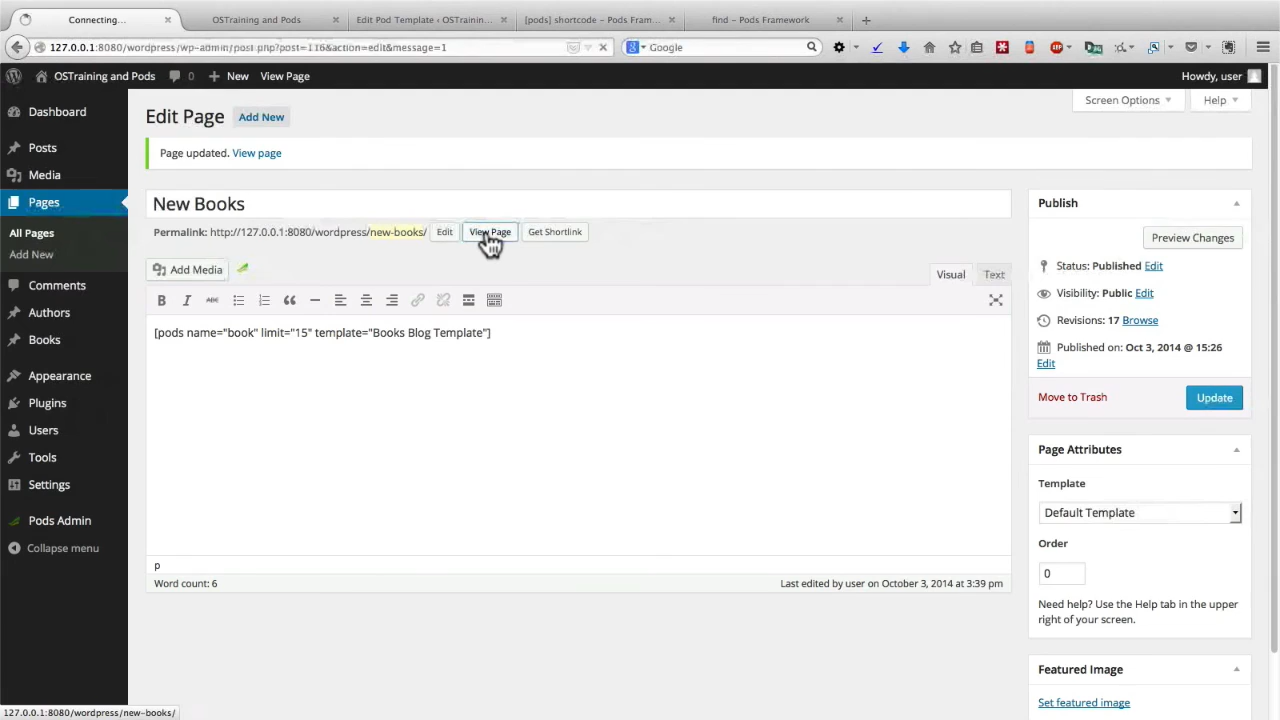 Connecting...
OSTraining and Pods
Edit Pod Template ‹ OSTrainin...
[pods] shortcode – Pods Fram...
find – Pods Framework
127.0.0.1:8080/wordpress/wp-admin/post.php?post=116&action=edit&message=1
Google
OSTraining and Pods
0
New
View Page
Howdy, user
Dashboard
Posts
Media
Pages
All Pages
Add New
Comments
Authors
Books
Appearance
Plugins
Users
Tools
Settings
Pods Admin
Collapse menu
Screen Options
Help
Edit Page
Add New
Page updated. View page
New Books
Permalink: http://127.0.0.1:8080/wordpress/new-books/
Edit
View Page
Get Shortlink
Add Media
Visual
Text
B
I
ABC
[pods name="book" limit="15" template="Books Blog Template"]
p
Word count: 6
Last edited by user on October 3, 2014 at 3:39 pm
Publish
Preview Changes
Status: Published Edit
Visibility: Public Edit
Revisions: 17 Browse
Published on: Oct 3, 2014 @ 15:26
Edit
Move to Trash
Update
Page Attributes
Template
Default Template
Order
0
Need help? Use the Help tab in the upper
right of your screen.
Featured Image
Set featured image
127.0.0.1:8080/wordpress/new-books/